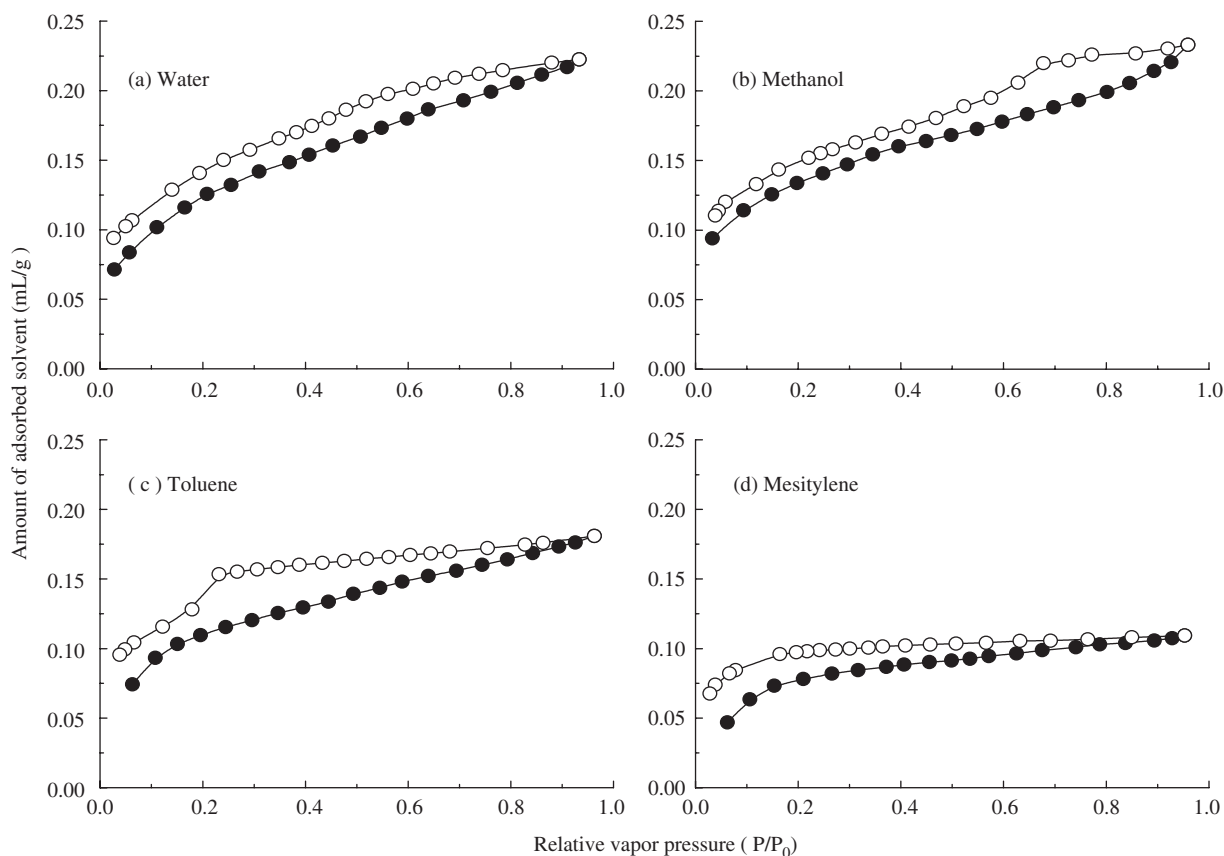 0.25 0.25
(a) Water (b) Methanol
0.20 0.20
0.15 0.15
0.10 0.10
0.05 0.05
0.00 0.00
0.0 0.2 0.4 0.6 0.8 1.0 0.0 0.2 0.4 0.6 0.8 1.0
Amount of adsorbed solvent (mL/g)
0.25 0.25
( c ) Toluene (d) Mesitylene
0.20 0.20
0.15 0.15
0.10 0.10
0.05 0.05
0.00 0.00
0.0 0.2 0.4 0.6 0.8 1.0 0.0 0.2 0.4 0.6 0.8 1.0
Relative vapor pressure ( P/P0)